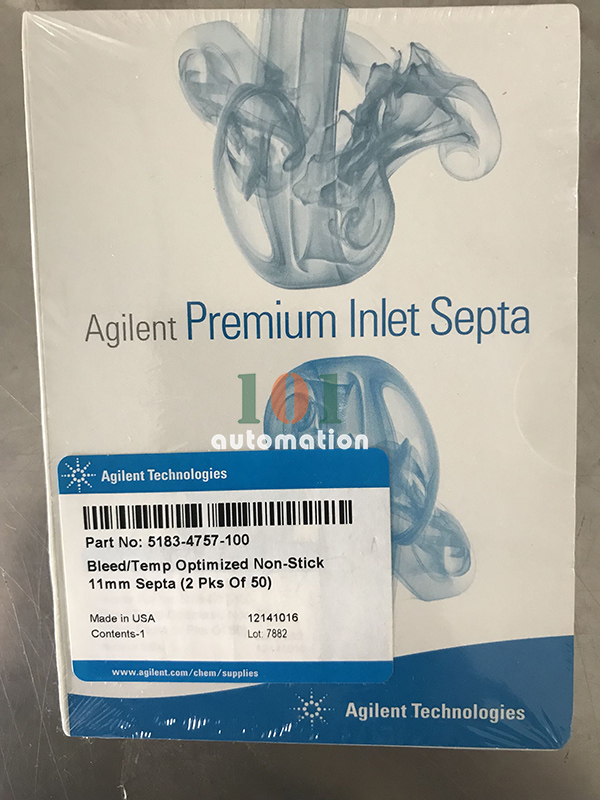 Agilent Premium Inlet Septa
101
automation
Agilent Technologies
Part No: 5183-4757-100
Bleed/Temp Optimized Non-Stick
11mm Septa (2 Pks Of 50)
Made in USA 12141016
Contents-1 Lot: 7882
www.agilent.com/chem/supplies
Agilent Technologies